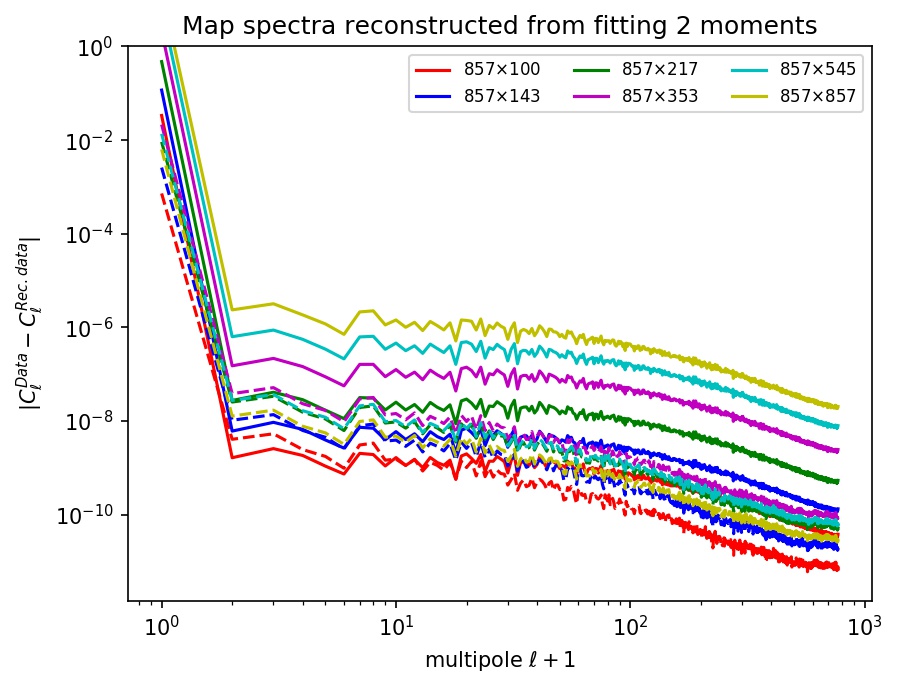 Map spectra reconstructed from fitting 2 moments
857×100 857×217 857×545
857×143 857×353 857×857
10⁰
10⁻²
10⁻⁴
10⁻⁶
10⁻⁸
10⁻¹⁰
|C_ℓ^{Data} − C_ℓ^{Rec.data}|
10⁰ 10¹ 10² 10³
multipole ℓ + 1